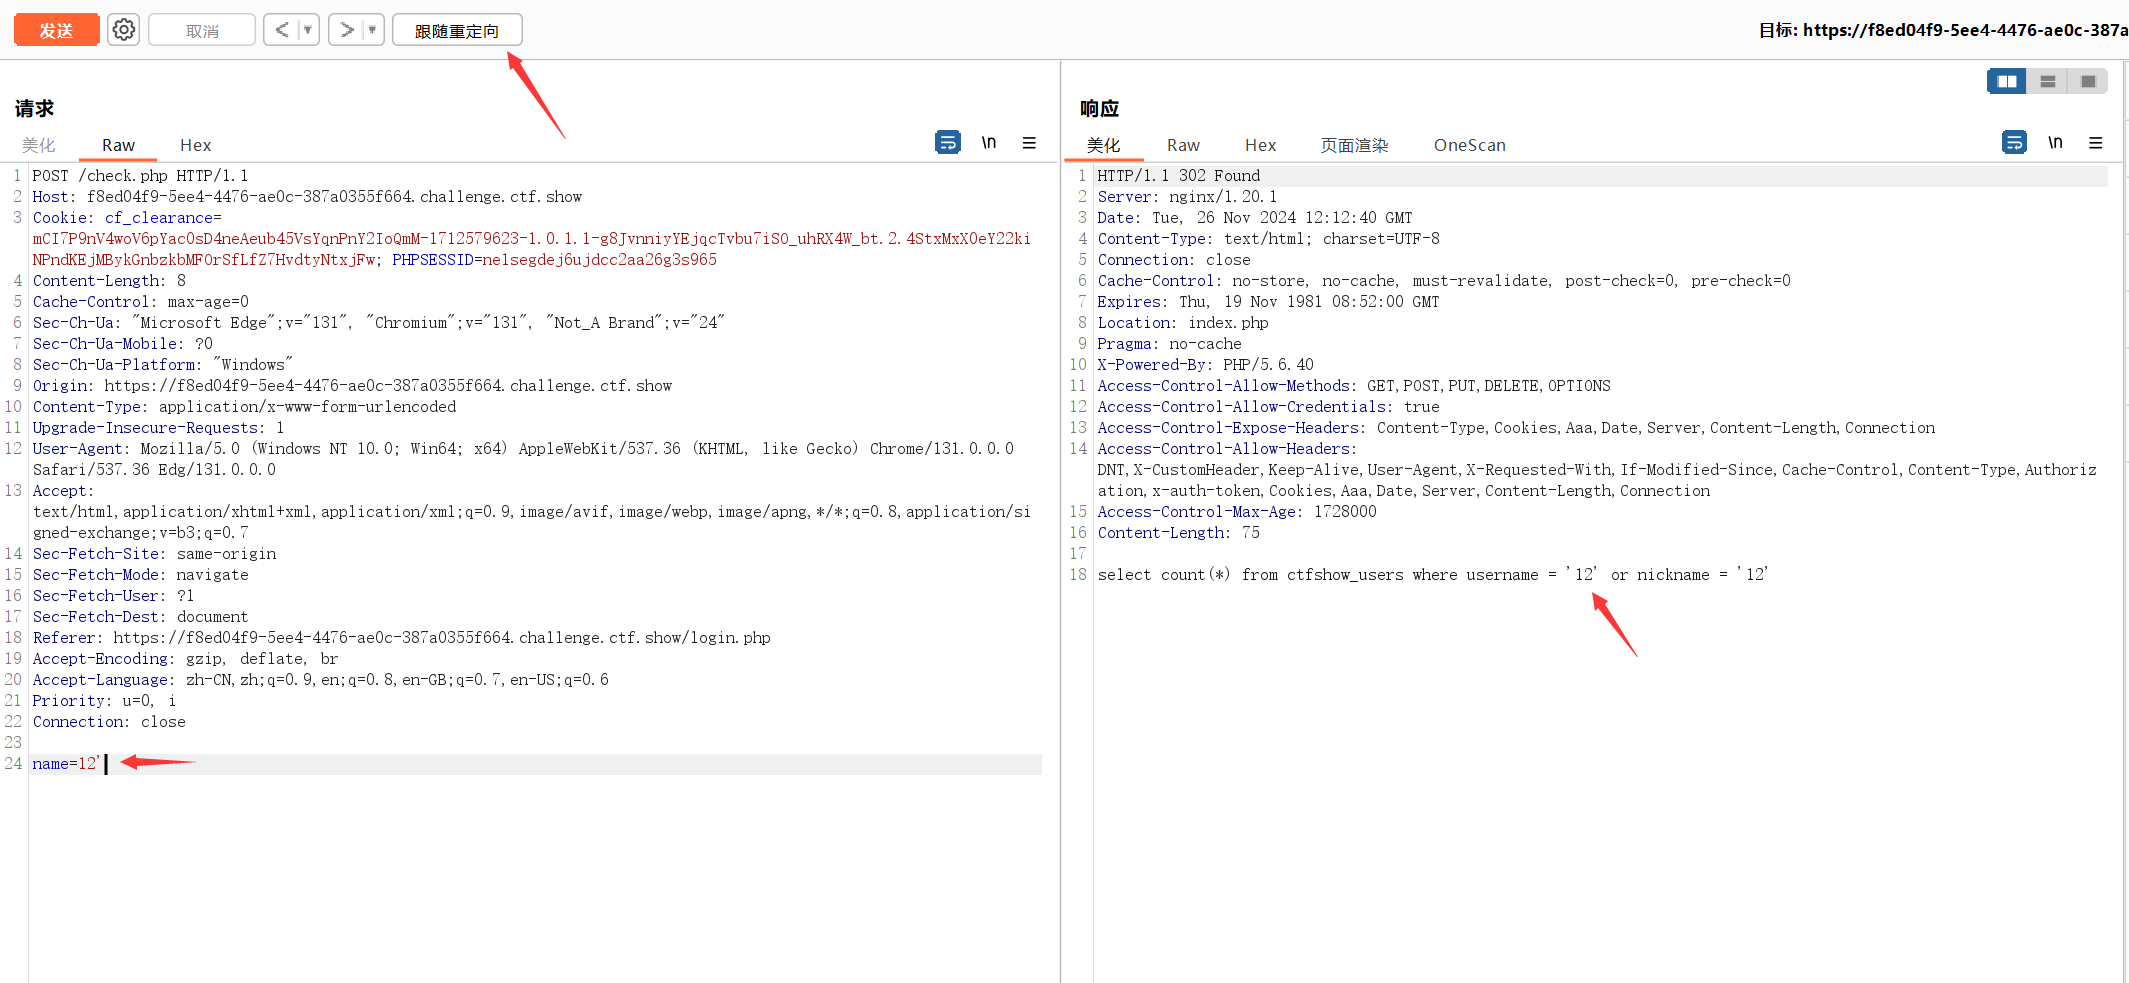 发送 取消 < > 跟随重定向 目标: https://f8ed04f9-5ee4-4476-ae0c-387a
请求
美化 Raw Hex \n
1 POST /check.php HTTP/1.1
2 Host: f8ed04f9-5ee4-4476-ae0c-387a0355f664.challenge.ctf.show
3 Cookie: cf_clearance=
mCI7P9nV4woV6pYac0sD4neAeub45VsYqnPnY2IoQmM-1712579623-1.0.1.1-g8JvnniyYEjqcTvbu7iS0_uhRX4W_bt.2.4StxMxX0eY22ki
NPndKEjMBykGnbzkbMF0rSfLfZ7HvdtyNtxjFw; PHPSESSID=ne1segdej6ujdcc2aa26g3s965
4 Content-Length: 8
5 Cache-Control: max-age=0
6 Sec-Ch-Ua: "Microsoft Edge";v="131", "Chromium";v="131", "Not_A Brand";v="24"
7 Sec-Ch-Ua-Mobile: ?0
8 Sec-Ch-Ua-Platform: "Windows"
9 Origin: https://f8ed04f9-5ee4-4476-ae0c-387a0355f664.challenge.ctf.show
10 Content-Type: application/x-www-form-urlencoded
11 Upgrade-Insecure-Requests: 1
12 User-Agent: Mozilla/5.0 (Windows NT 10.0; Win64; x64) AppleWebKit/537.36 (KHTML, like Gecko) Chrome/131.0.0.0
Safari/537.36 Edg/131.0.0.0
13 Accept:
text/html,application/xhtml+xml,application/xml;q=0.9,image/avif,image/webp,image/apng,*/*;q=0.8,application/si
gned-exchange;v=b3;q=0.7
14 Sec-Fetch-Site: same-origin
15 Sec-Fetch-Mode: navigate
16 Sec-Fetch-User: ?1
17 Sec-Fetch-Dest: document
18 Referer: https://f8ed04f9-5ee4-4476-ae0c-387a0355f664.challenge.ctf.show/login.php
19 Accept-Encoding: gzip, deflate, br
20 Accept-Language: zh-CN,zh;q=0.9,en;q=0.8,en-GB;q=0.7,en-US;q=0.6
21 Priority: u=0, i
22 Connection: close
23
24 name=12'
响应
美化 Raw Hex 页面渲染 OneScan \n
1 HTTP/1.1 302 Found
2 Server: nginx/1.20.1
3 Date: Tue, 26 Nov 2024 12:12:40 GMT
4 Content-Type: text/html; charset=UTF-8
5 Connection: close
6 Cache-Control: no-store, no-cache, must-revalidate, post-check=0, pre-check=0
7 Expires: Thu, 19 Nov 1981 08:52:00 GMT
8 Location: index.php
9 Pragma: no-cache
10 X-Powered-By: PHP/5.6.40
11 Access-Control-Allow-Methods: GET,POST,PUT,DELETE,OPTIONS
12 Access-Control-Allow-Credentials: true
13 Access-Control-Expose-Headers: Content-Type,Cookies,Aaa,Date,Server,Content-Length,Connection
14 Access-Control-Allow-Headers:
DNT,X-CustomHeader,Keep-Alive,User-Agent,X-Requested-With,If-Modified-Since,Cache-Control,Content-Type,Authoriz
ation,x-auth-token,Cookies,Aaa,Date,Server,Content-Length,Connection
15 Access-Control-Max-Age: 1728000
16 Content-Length: 75
17
18 select count(*) from ctfshow_users where username = '12' or nickname = '12'